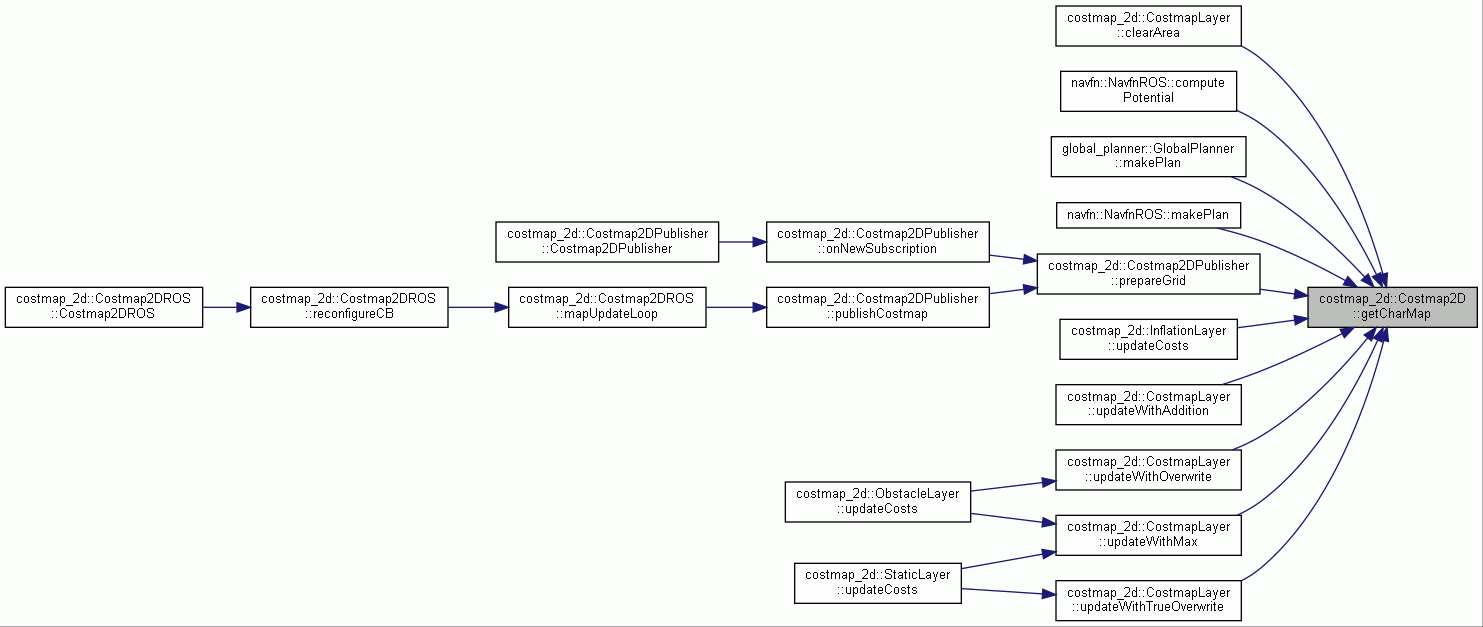 costmap_2d::CostmapLayer
::clearArea
navfn::NavfnROS::compute
Potential
global_planner::GlobalPlanner
::makePlan
navfn::NavfnROS::makePlan
costmap_2d::Costmap2DPublisher
::Costmap2DPublisher
costmap_2d::Costmap2DPublisher
::onNewSubscription
costmap_2d::Costmap2DPublisher
::prepareGrid
costmap_2d::Costmap2DROS
::Costmap2DROS
costmap_2d::Costmap2DROS
::reconfigureCB
costmap_2d::Costmap2DROS
::mapUpdateLoop
costmap_2d::Costmap2DPublisher
::publishCostmap
costmap_2d::Costmap2D
::getCharMap
costmap_2d::InflationLayer
::updateCosts
costmap_2d::CostmapLayer
::updateWithAddition
costmap_2d::CostmapLayer
::updateWithOverwrite
costmap_2d::ObstacleLayer
::updateCosts
costmap_2d::CostmapLayer
::updateWithMax
costmap_2d::StaticLayer
::updateCosts
costmap_2d::CostmapLayer
::updateWithTrueOverwrite